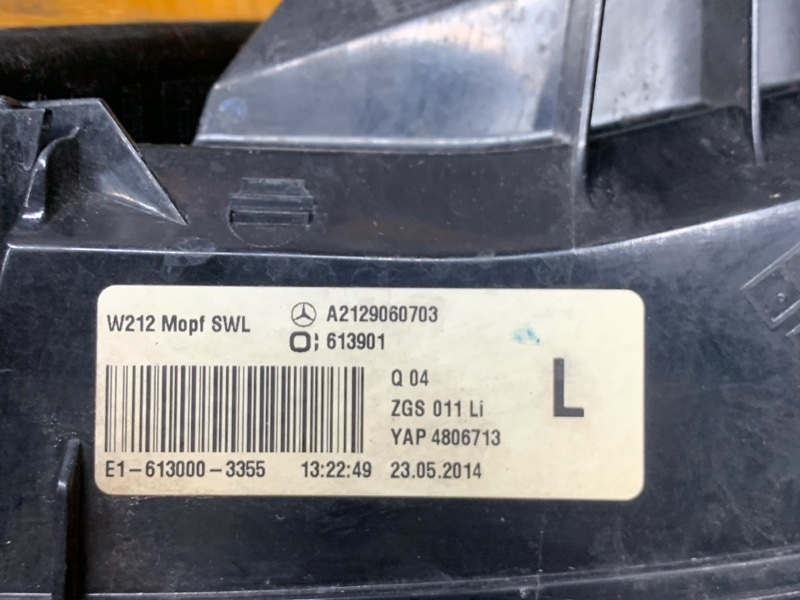 W212 Mopf SWL
A2129060703
613901
Q 04
ZGS 011 Li
YAP 4806713
L
E1-613000-3355 13:22:49 23.05.2014